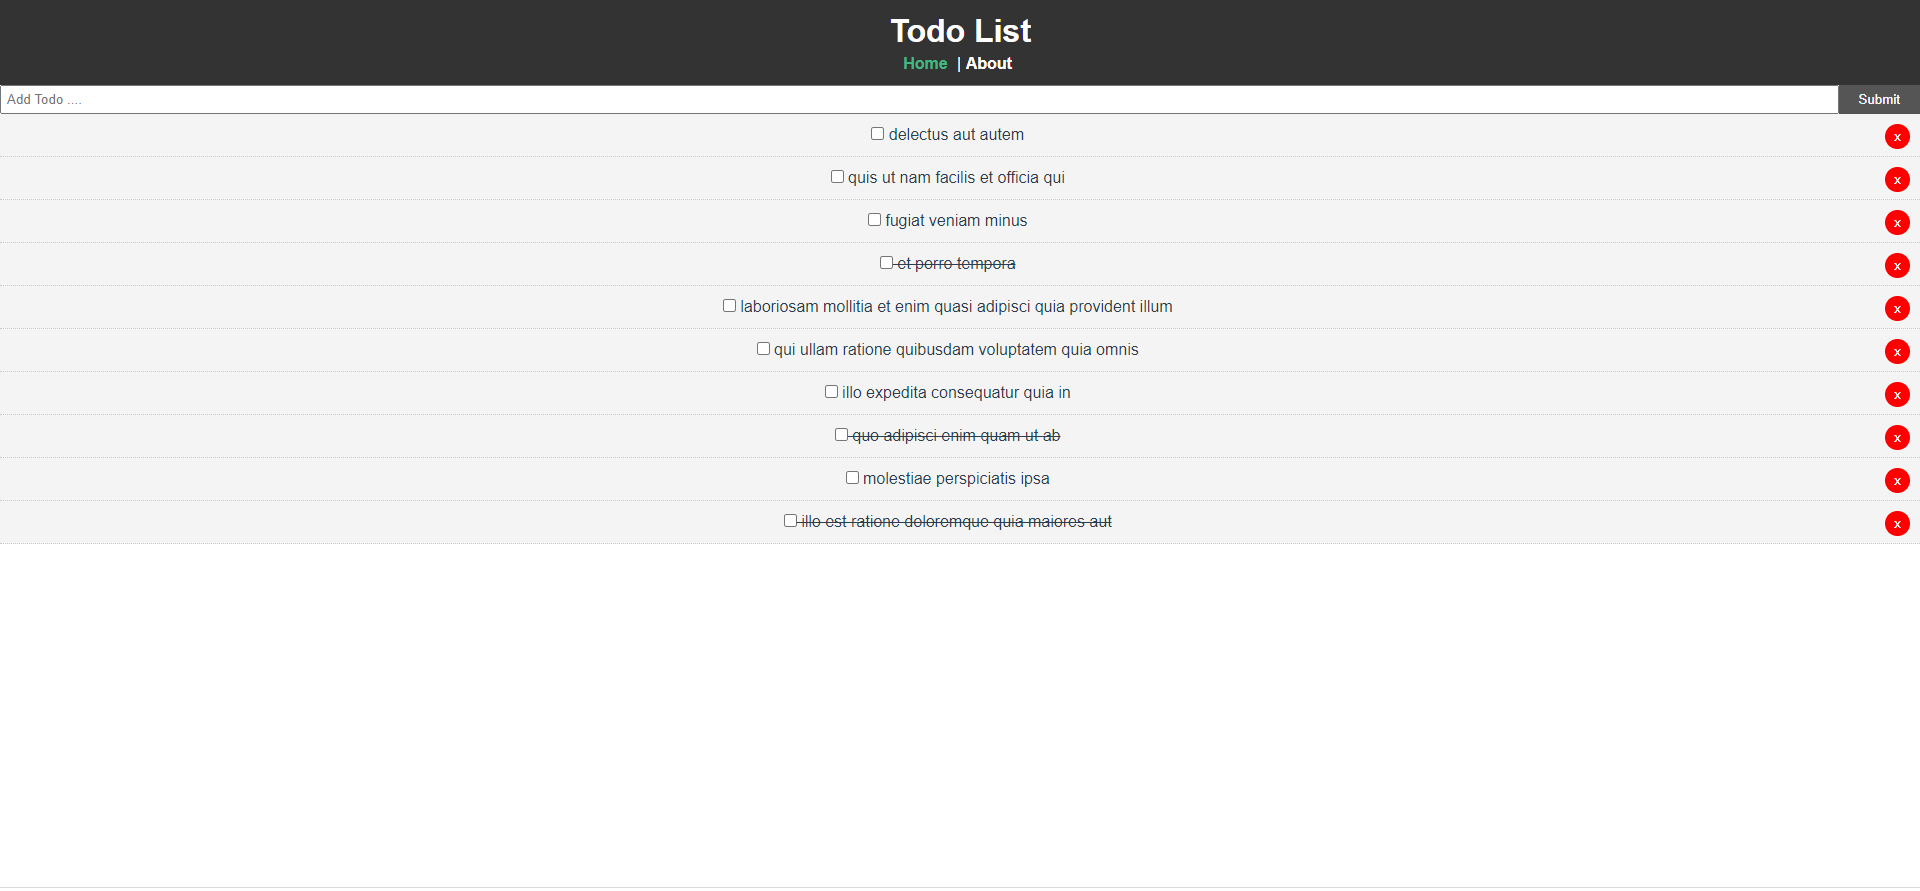 Todo List
Home | About
Add Todo ....
Submit
delectus aut autem x
quis ut nam facilis et officia qui x
fugiat veniam minus x
et porro tempora x
laboriosam mollitia et enim quasi adipisci quia provident illum x
qui ullam ratione quibusdam voluptatem quia omnis x
illo expedita consequatur quia in x
quo adipisci enim quam ut ab x
molestiae perspiciatis ipsa x
illo est ratione doloremque quia maiores aut x